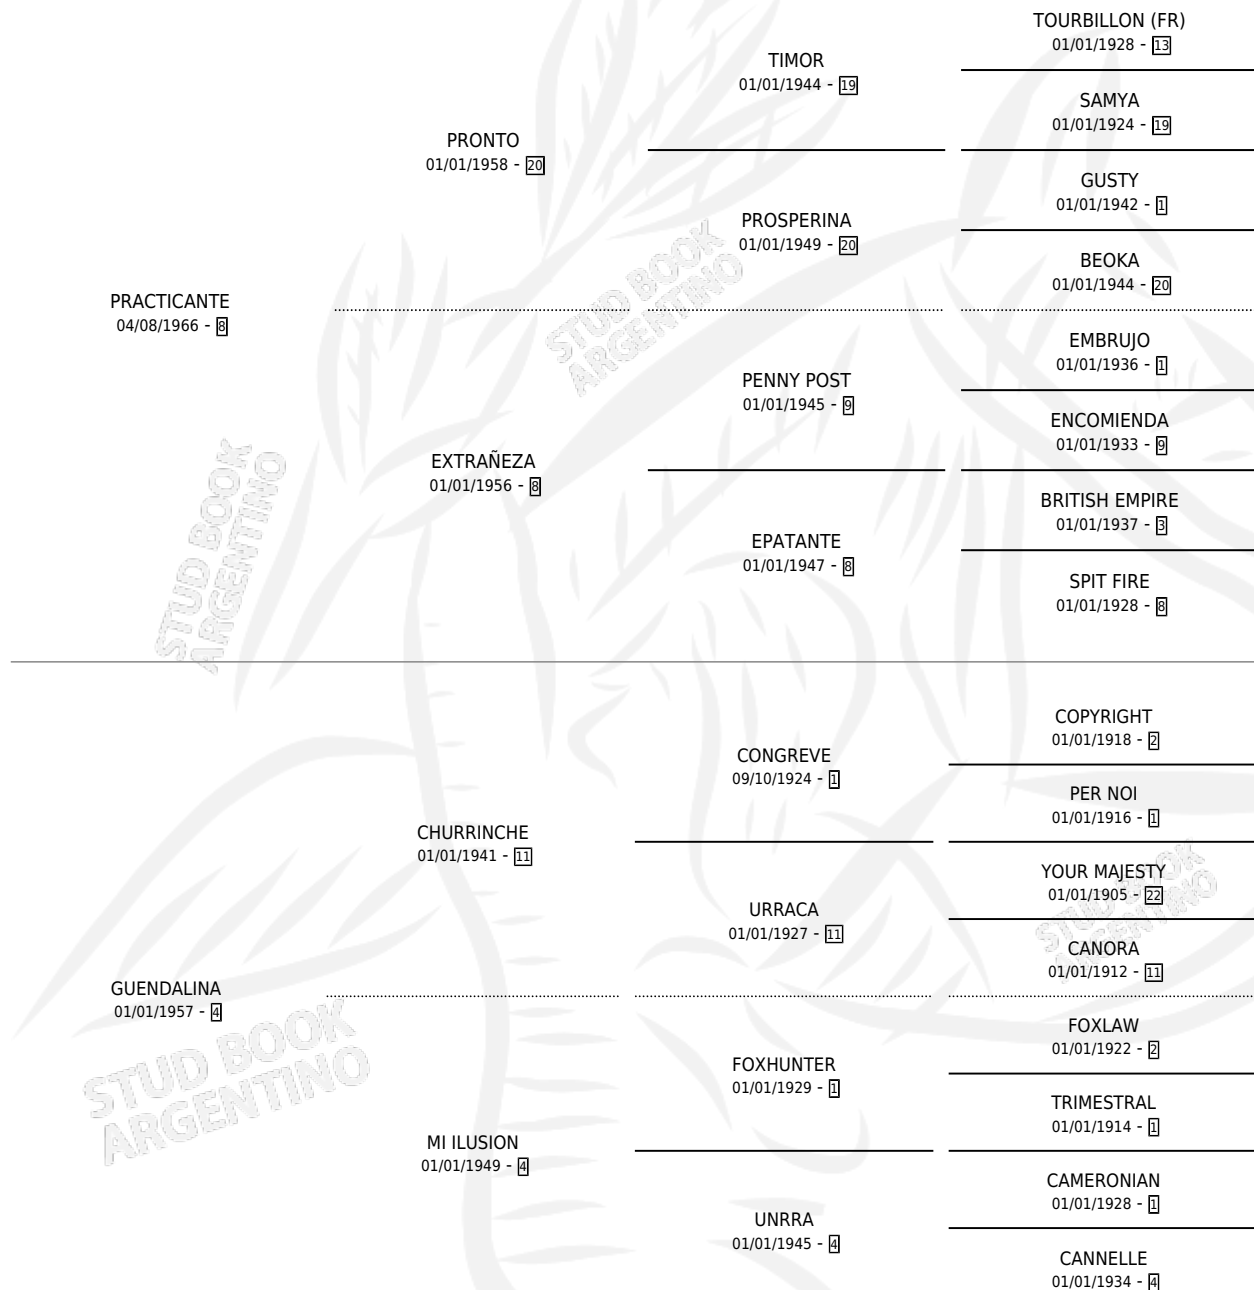 TOURBILLON (FR)
01/01/1928 - 13
TIMOR
01/01/1944 - 19
SAMYA
01/01/1924 - 19
PRONTO
01/01/1958 - 20
GUSTY
01/01/1942 - 1
PROSPERINA
01/01/1949 - 20
BEOKA
01/01/1944 - 20
PRACTICANTE
04/08/1966 - 8
EMBRUJO
01/01/1936 - 1
PENNY POST
01/01/1945 - 9
ENCOMIENDA
01/01/1933 - 9
EXTRAÑEZA
01/01/1956 - 8
BRITISH EMPIRE
01/01/1937 - 3
EPATANTE
01/01/1947 - 8
SPIT FIRE
01/01/1928 - 8
COPYRIGHT
01/01/1918 - 2
CONGREVE
09/10/1924 - 1
PER NOI
01/01/1916 - 1
CHURRINCHE
01/01/1941 - 11
YOUR MAJESTY
01/01/1905 - 22
URRACA
01/01/1927 - 11
CANORA
01/01/1912 - 11
GUENDALINA
01/01/1957 - 4
FOXLAW
01/01/1922 - 2
FOXHUNTER
01/01/1929 - 1
TRIMESTRAL
01/01/1914 - 1
MI ILUSION
01/01/1949 - 4
CAMERONIAN
01/01/1928 - 1
UNRRA
01/01/1945 - 4
CANNELLE
01/01/1934 - 4
STUD BOOK
ARGENTINO
STUD BOOK
ARGENTINO
STUD BOOK
ARGENTINO
STUD BOOK
ARGENTINO